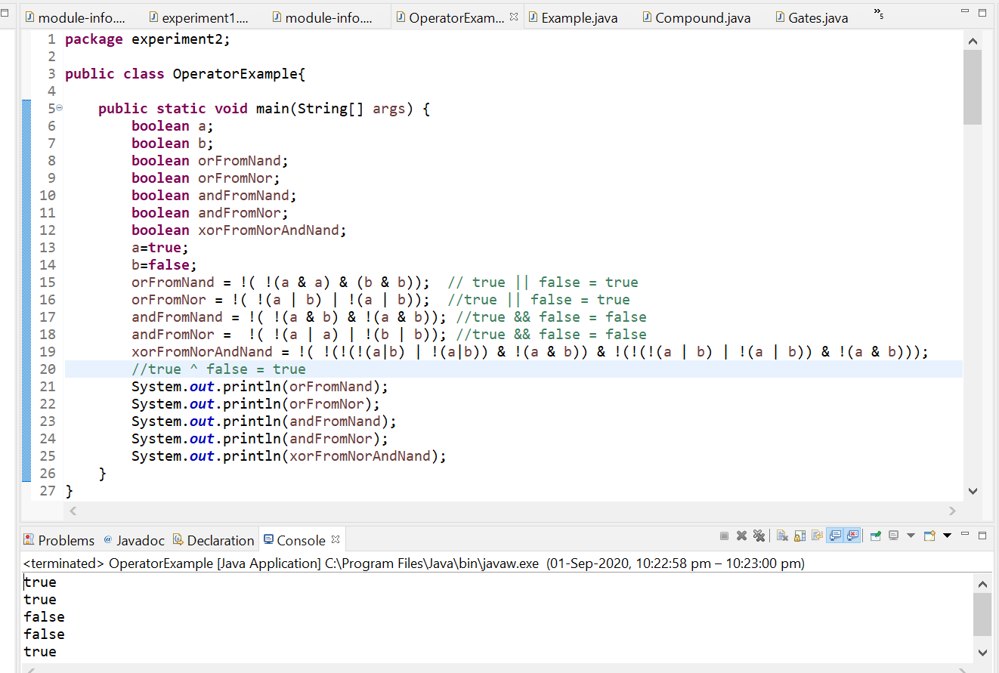 module-info.... experiment1.... module-info.... OperatorExam... Example.java Compound.java Gates.java »5
1 package experiment2;
2
3 public class OperatorExample{
4
5 public static void main(String[] args) {
6 boolean a;
7 boolean b;
8 boolean orFromNand;
9 boolean orFromNor;
10 boolean andFromNand;
11 boolean andFromNor;
12 boolean xorFromNorAndNand;
13 a=true;
14 b=false;
15 orFromNand = !( !(a & a) & (b & b));  // true || false = true
16 orFromNor = !( !(a | b) | !(a | b));  //true || false = true
17 andFromNand = !( !(a & b) & !(a & b)); //true && false = false
18 andFromNor =  !( !(a | a) | !(b | b)); //true && false = false
19 xorFromNorAndNand = !( !(!(!(a|b) | !(a|b)) & !(a & b)) & !(!(!(a | b) | !(a | b)) & !(a & b)));
20 //true ^ false = true
21 System.out.println(orFromNand);
22 System.out.println(orFromNor);
23 System.out.println(andFromNand);
24 System.out.println(andFromNor);
25 System.out.println(xorFromNorAndNand);
26 }
27 }
Problems @ Javadoc Declaration Console
<terminated> OperatorExample [Java Application] C:\Program Files\Java\bin\javaw.exe (01-Sep-2020, 10:22:58 pm – 10:23:00 pm)
true
true
false
false
true